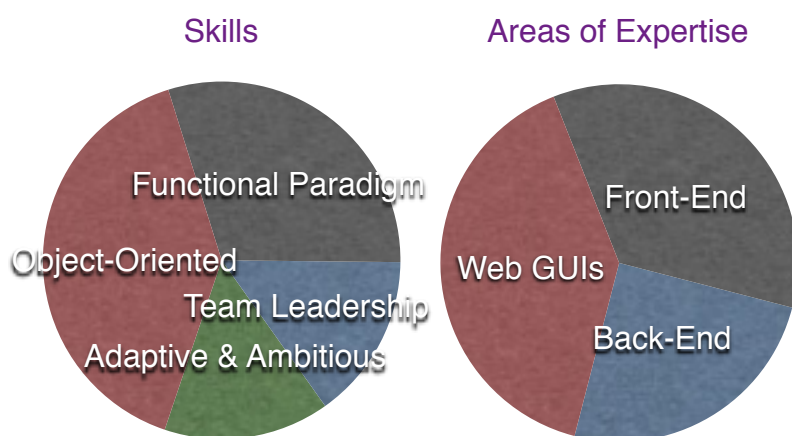 Skills
Functional Paradigm
Object-Oriented
Team Leadership
Adaptive & Ambitious
Areas of Expertise
Front-End
Web GUIs
Back-End